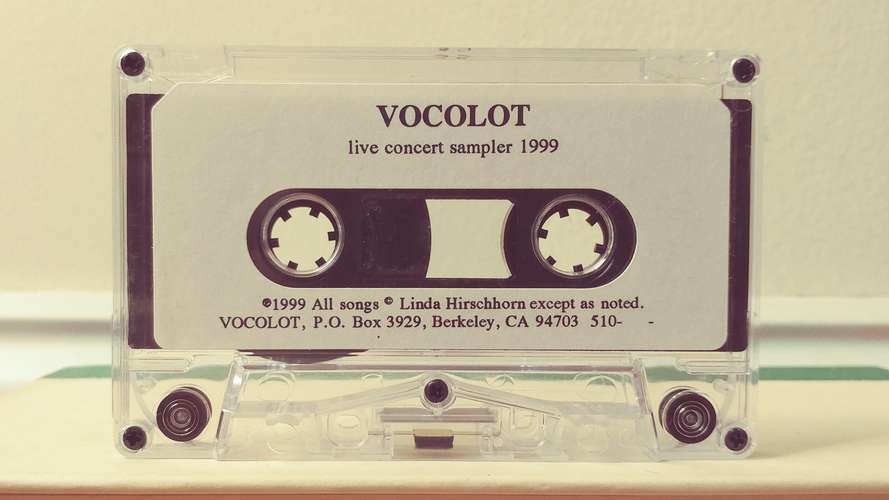 VOCOLOT
live concert sampler 1999
℗1999 All songs © Linda Hirschhorn except as noted.
VOCOLOT, P.O. Box 3929, Berkeley, CA 94703 510- -